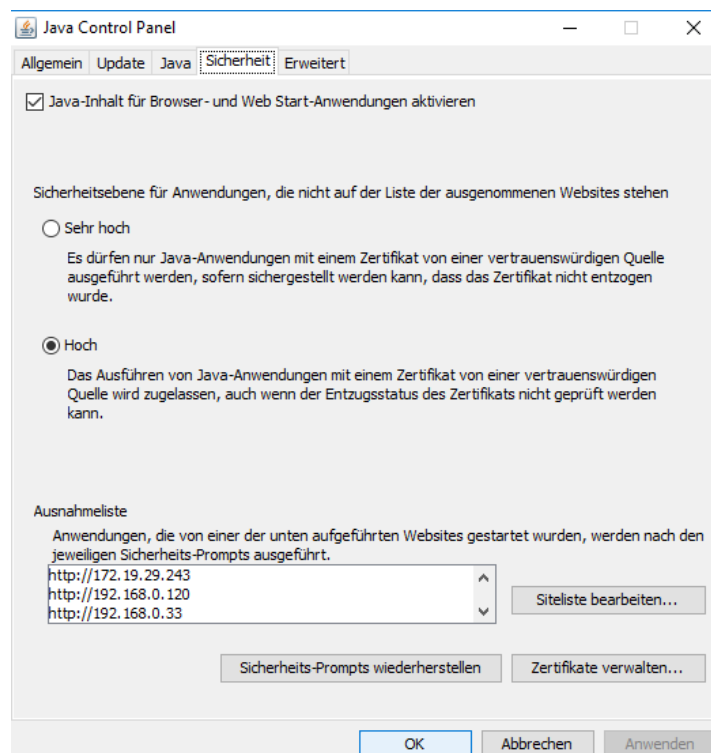 Java Control Panel
Allgemein Update Java Sicherheit Erweitert
Java-Inhalt für Browser- und Web Start-Anwendungen aktivieren
Sicherheitsebene für Anwendungen, die nicht auf der Liste der ausgenommenen Websites stehen
Sehr hoch
Es dürfen nur Java-Anwendungen mit einem Zertifikat von einer vertrauenswürdigen Quelle
ausgeführt werden, sofern sichergestellt werden kann, dass das Zertifikat nicht entzogen
wurde.
Hoch
Das Ausführen von Java-Anwendungen mit einem Zertifikat von einer vertrauenswürdigen
Quelle wird zugelassen, auch wenn der Entzugsstatus des Zertifikats nicht geprüft werden
kann.
Ausnahmeliste
Anwendungen, die von einer der unten aufgeführten Websites gestartet wurden, werden nach den
jeweiligen Sicherheits-Prompts ausgeführt.
http://172.19.29.243
http://192.168.0.120
http://192.168.0.33
Siteliste bearbeiten...
Sicherheits-Prompts wiederherstellen Zertifikate verwalten...
OK Abbrechen Anwenden